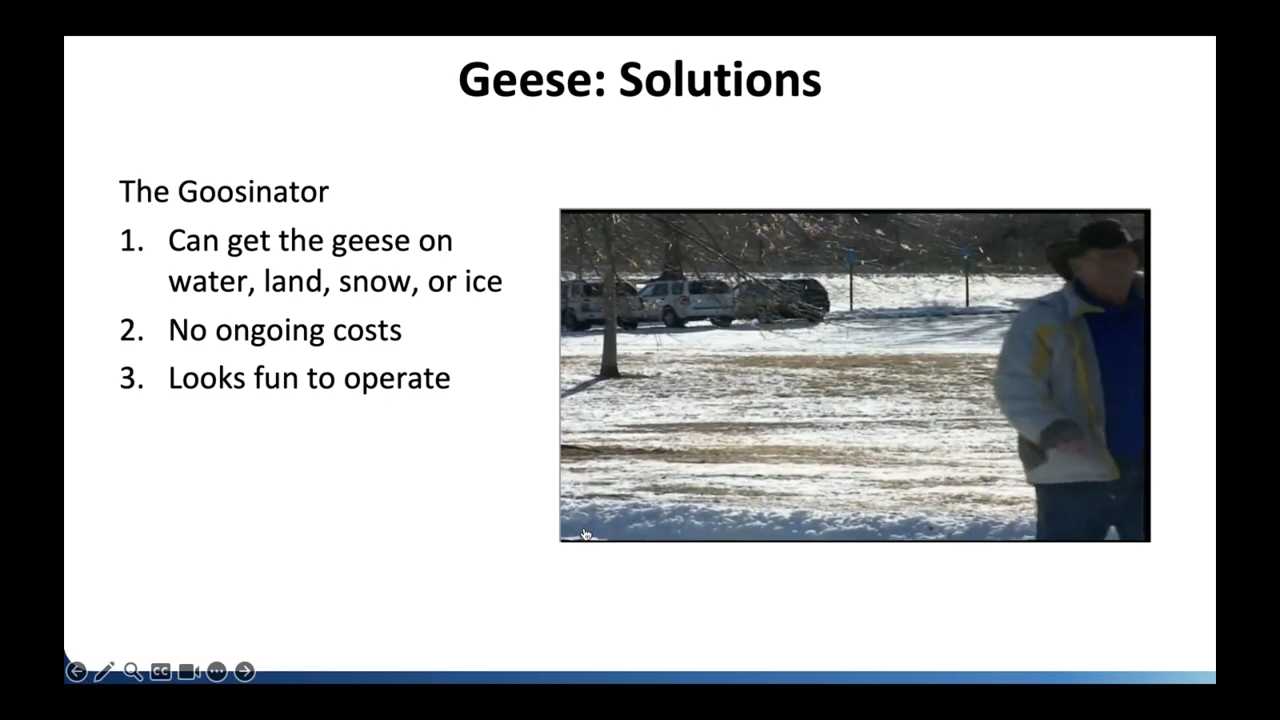 Geese: Solutions
The Goosinator
1. Can get the geese on
water, land, snow, or ice
2. No ongoing costs
3. Looks fun to operate
CC